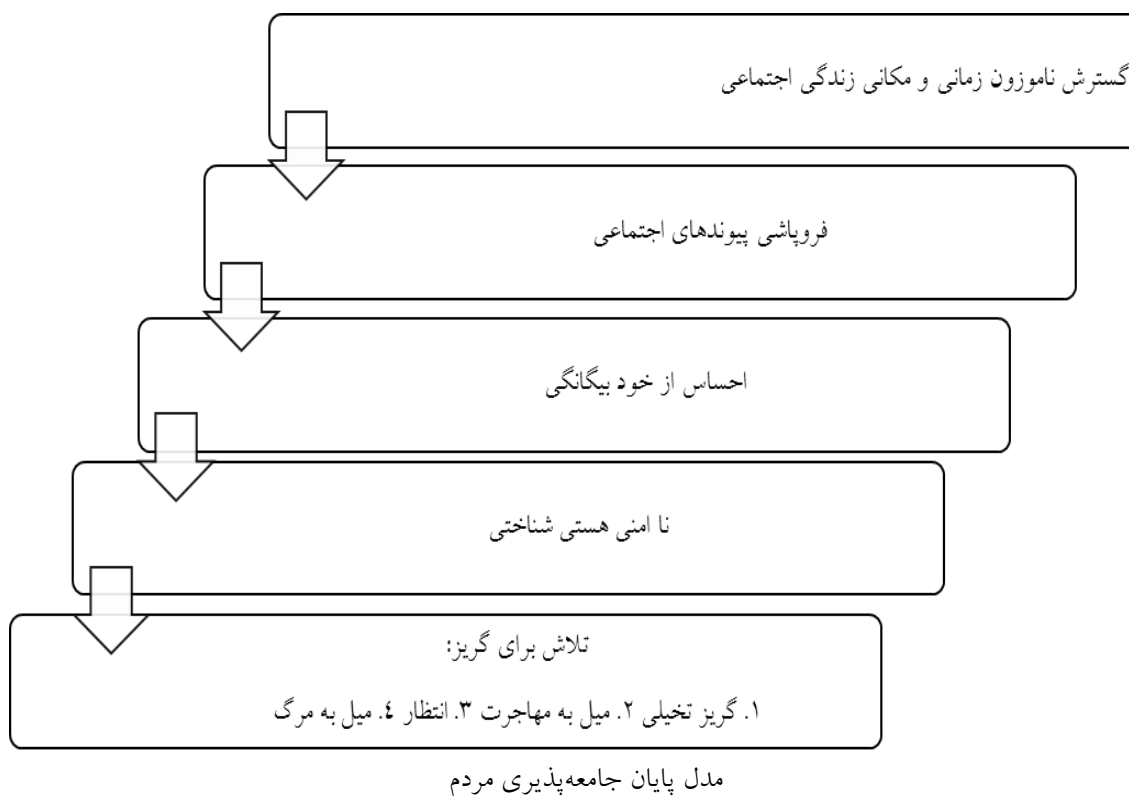 گسترش ناموزون زمانی و مکانی زندگی اجتماعی
فروپاشی پیوندهای اجتماعی
احساس از خود بیگانگی
نا امنی هستی شناختی
تلاش برای گریز:
۱. گریز تخیلی ۲. میل به مهاجرت ۳. انتظار ٤. میل به مرگ
مدل پایان جامعه‌پذیری مردم